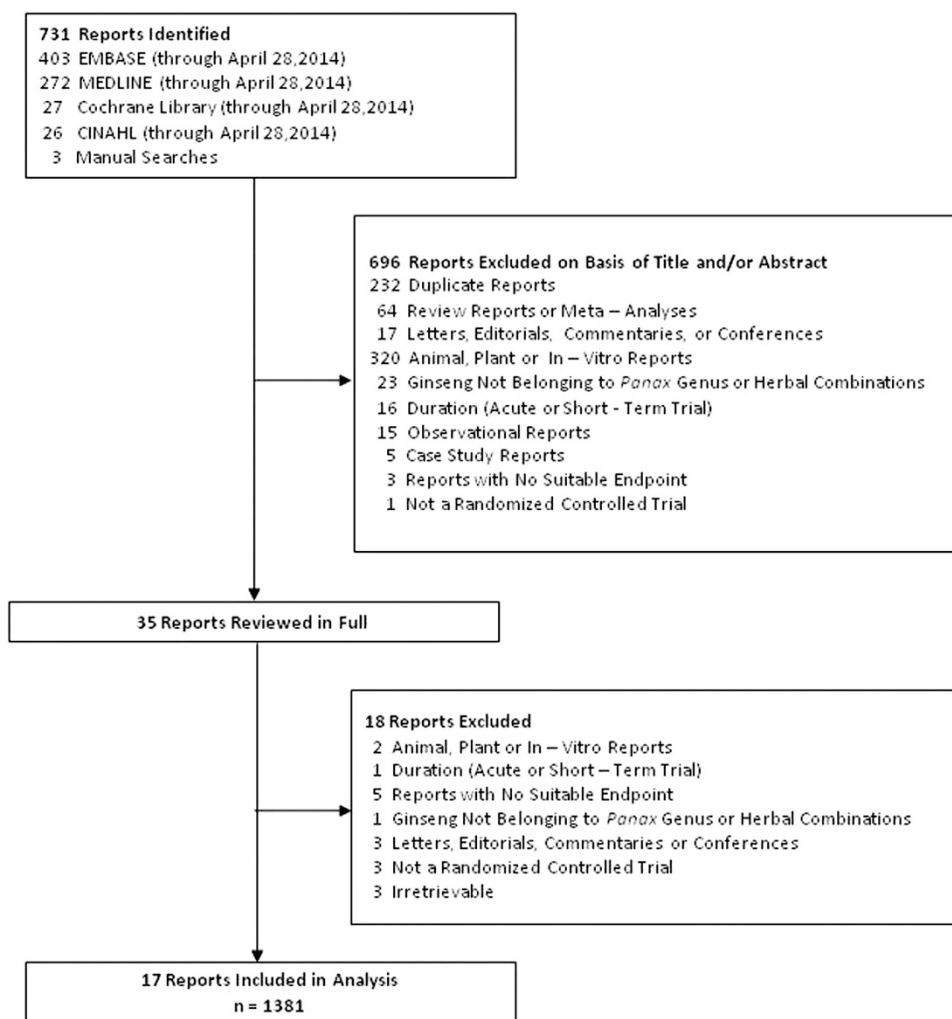 731 Reports Identified
403 EMBASE (through April 28,2014)
272 MEDLINE (through April 28,2014)
27 Cochrane Library (through April 28,2014)
26 CINAHL (through April 28,2014)
3 Manual Searches
696 Reports Excluded on Basis of Title and/or Abstract
232 Duplicate Reports
64 Review Reports or Meta – Analyses
17 Letters, Editorials, Commentaries, or Conferences
320 Animal, Plant or In – Vitro Reports
23 Ginseng Not Belonging to Panax Genus or Herbal Combinations
16 Duration (Acute or Short - Term Trial)
15 Observational Reports
5 Case Study Reports
3 Reports with No Suitable Endpoint
1 Not a Randomized Controlled Trial
35 Reports Reviewed in Full
18 Reports Excluded
2 Animal, Plant or In – Vitro Reports
1 Duration (Acute or Short – Term Trial)
5 Reports with No Suitable Endpoint
1 Ginseng Not Belonging to Panax Genus or Herbal Combinations
3 Letters, Editorials, Commentaries or Conferences
3 Not a Randomized Controlled Trial
3 Irretrievable
17 Reports Included in Analysis
n = 1381